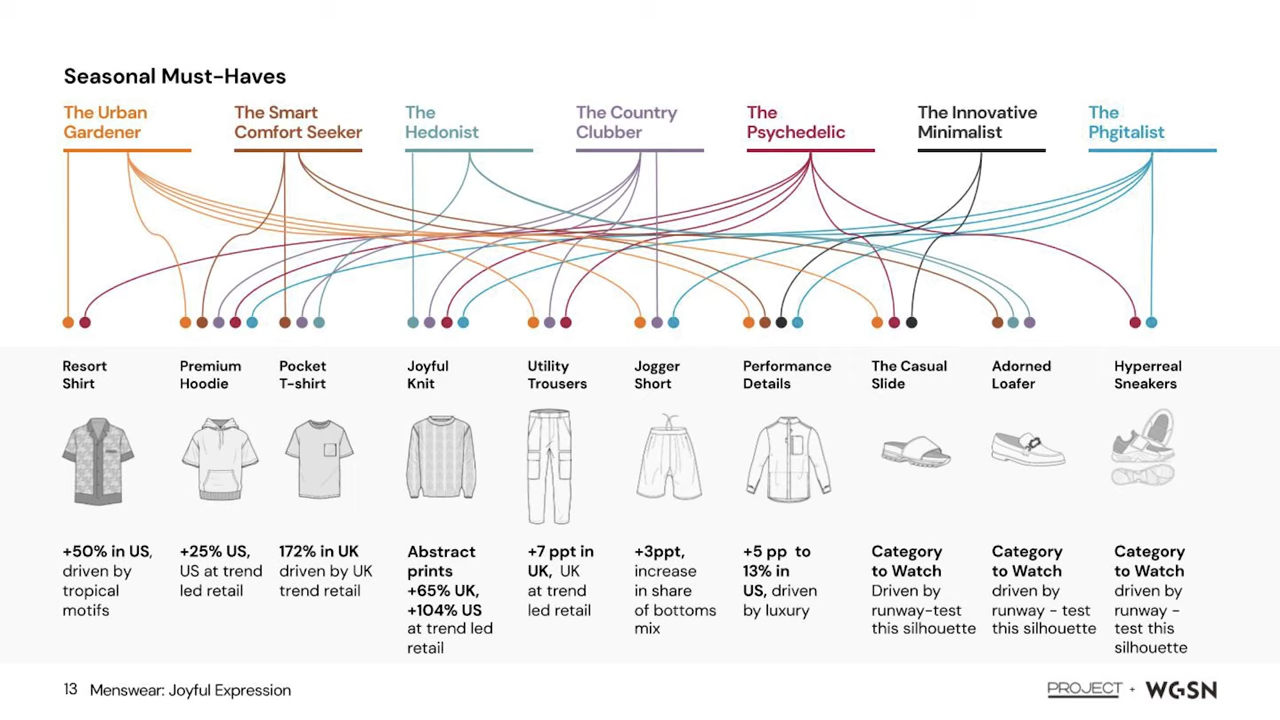 Seasonal Must-Haves
The Urban
Gardener
The Smart
Comfort Seeker
The
Hedonist
The Country
Clubber
The
Psychedelic
The Innovative
Minimalist
The
Phgitalist
Resort
Shirt
Premium
Hoodie
Pocket
T-shirt
Joyful
Knit
Utility
Trousers
Jogger
Short
Performance
Details
The Casual
Slide
Adorned
Loafer
Hyperreal
Sneakers
+50% in US,
driven by
tropical
motifs
+25% US,
US at trend
led retail
172% in UK
driven by UK
trend retail
Abstract
prints
+65% UK,
+104% US
at trend led
retail
+7 ppt in
UK, UK
at trend
led retail
+3ppt,
increase
in share
of bottoms
mix
+5 pp to
13% in
US, driven
by luxury
Category
to Watch
Driven by
runway-test
this silhouette
Category
to Watch
driven by
runway - test
this silhouette
Category
to Watch
driven by
runway -
test this
silhouette
13 Menswear: Joyful Expression
PROJECT + WGSN